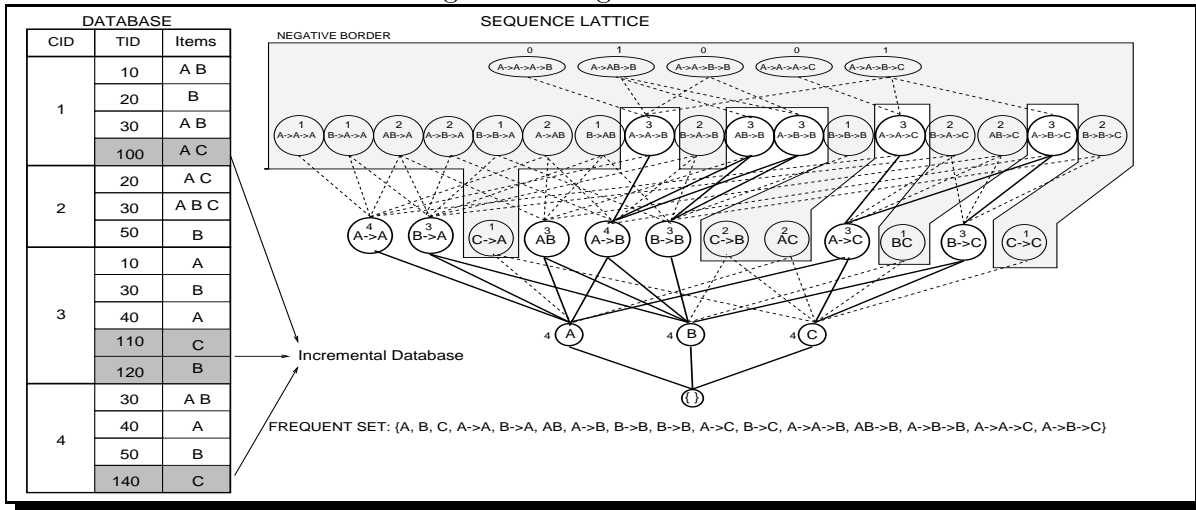 DATABASE
CID TID Items
1
10 A B
20 B
30 A B
100 A C
2
20 A C
30 A B C
50 B
3
10 A
30 B
40 A
110 C
120 B
4
30 A B
40 A
50 B
140 C
Incremental Database
SEQUENCE LATTICE
NEGATIVE BORDER
0 1 0 0 1
A->A->A->B A->AB->B A->A->B->B A->A->A->C A->A->B->C
1 1 2 2 1 2 1 3 2 3 3 1 3 2 2 3 2
A->A->A B->A->A AB->A A->B->A B->B->A A->AB B->AB A->A->B B->A->B AB->B A->B->B B->B->B A->A->C B->A->C AB->C A->B->C B->B->C
4 3 1 3 4 3 2 2 3 1 3 1
A->A B->A C->A AB A->B B->B C->B AC A->C BC B->C C->C
4 A 4 B 4 C
{ }
FREQUENT SET: {A, B, C, A->A, B->A, AB, A->B, B->B, B->B, A->C, B->C, A->A->B, AB->B, A->B->B, A->A->C, A->B->C}